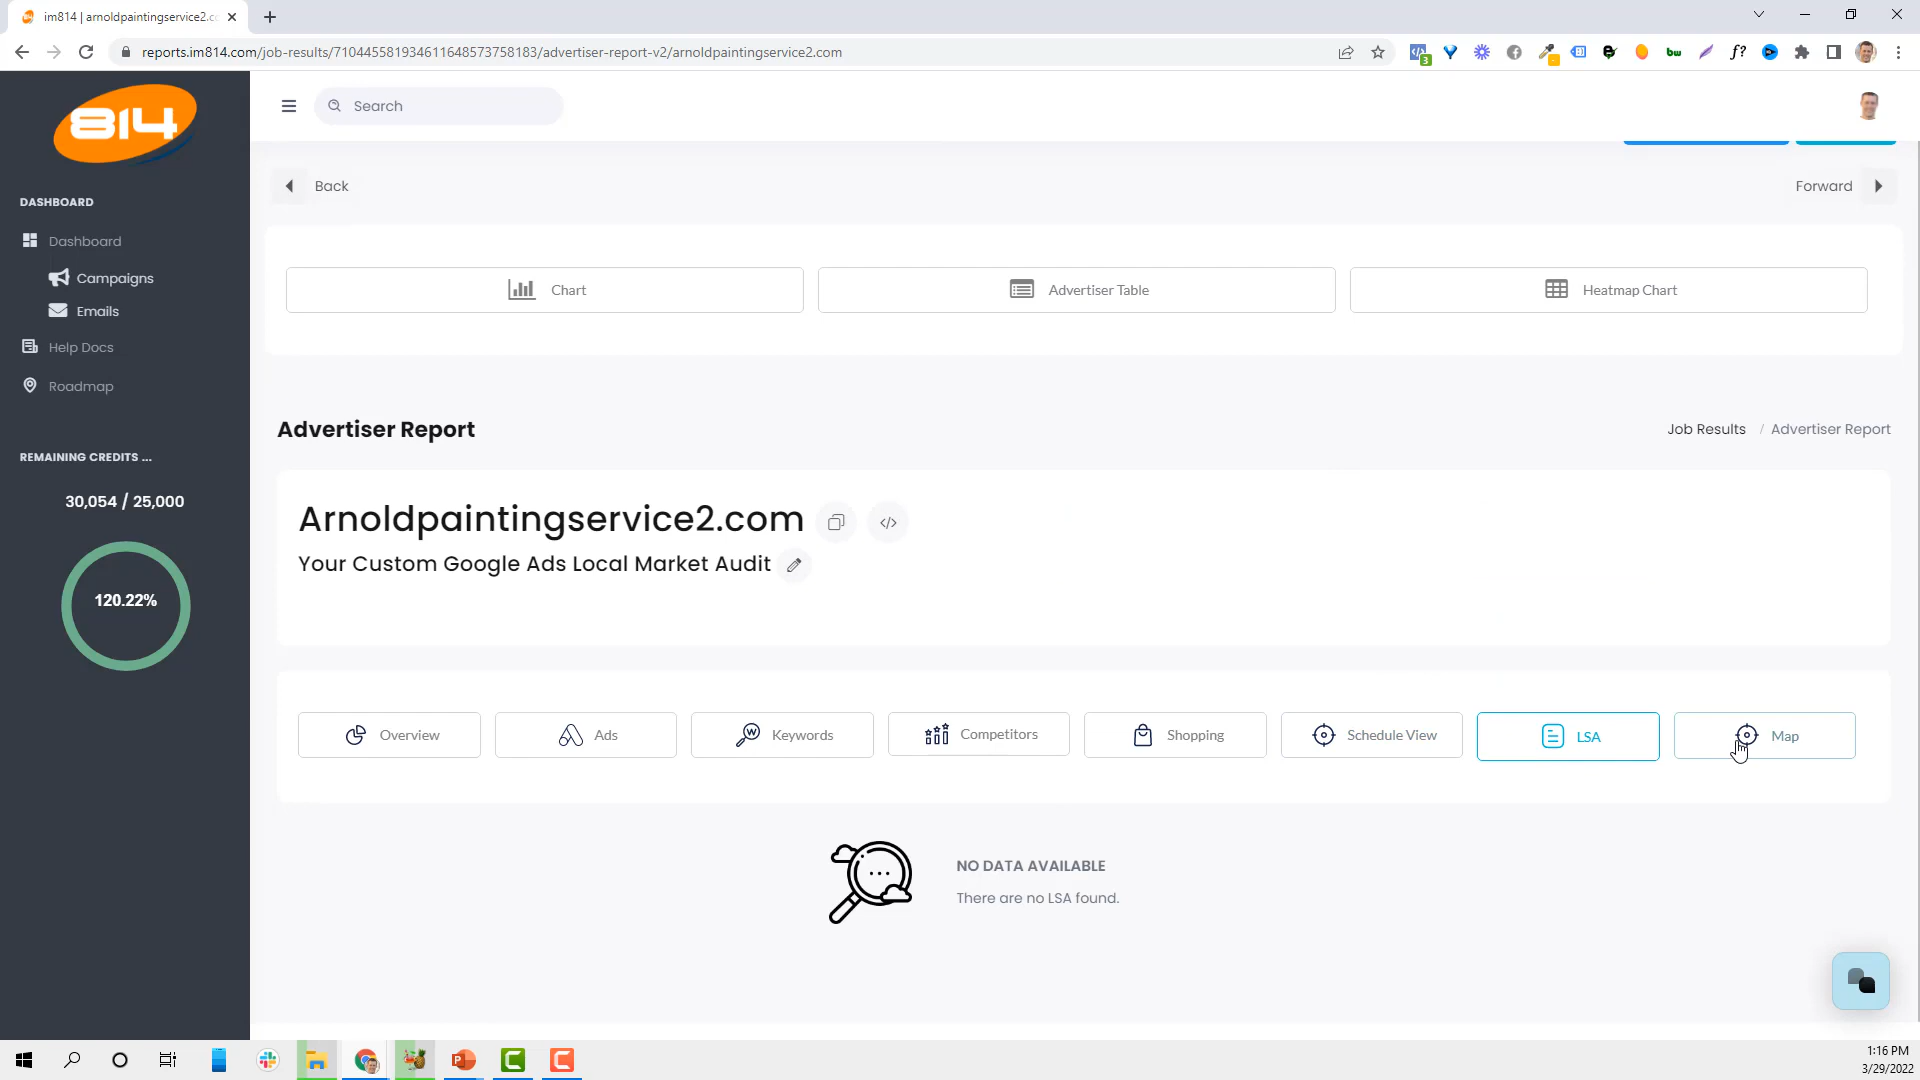 im814 | arnoldpaintingservice2.cc
reports.im814.com/job-results/710445581934611648573758183/advertiser-report-v2/arnoldpaintingservice2.com
3
bw
f?
814
Search
DASHBOARD
Dashboard
Campaigns
Emails
Help Docs
Roadmap
REMAINING CREDITS ...
30,054 / 25,000
120.22%
Back
Forward
Chart
Advertiser Table
Heatmap Chart
Advertiser Report
Job Results / Advertiser Report
Arnoldpaintingservice2.com
Your Custom Google Ads Local Market Audit
Overview
Ads
Keywords
Competitors
Shopping
Schedule View
LSA
Map
NO DATA AVAILABLE
There are no LSA found.
1:16 PM
3/29/2022